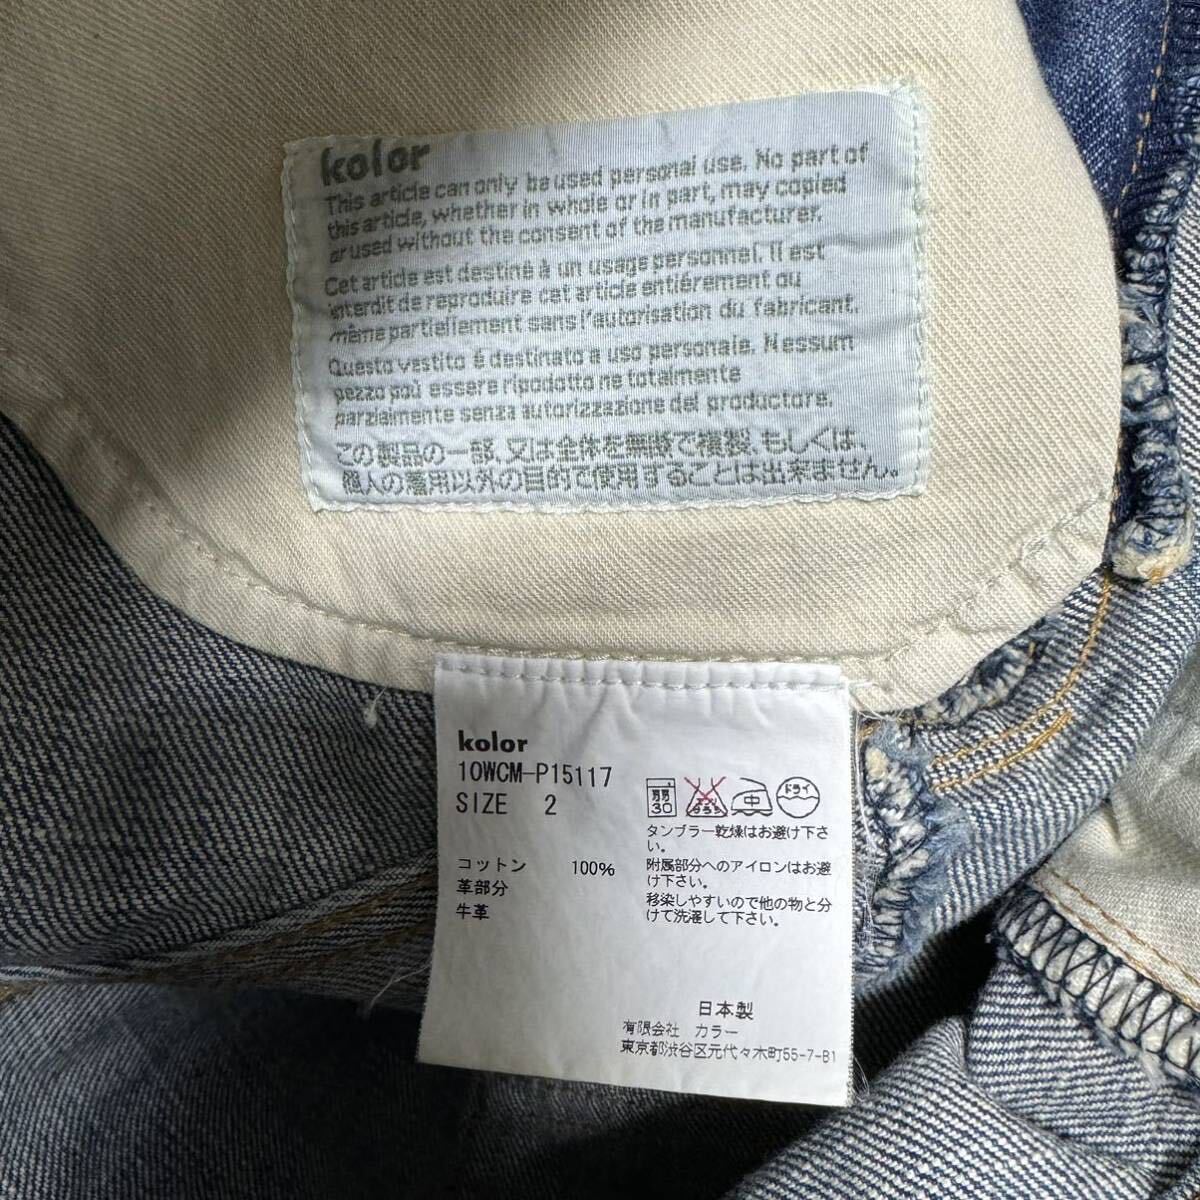 kolor
This article can only be used personal use. No part of
this article, whether in whole or in part, may copied
or used without the consent of the manufacturer.
Cet article est destiné à un usage personnel. Il est
interdit de reproduire cet article entiérement ou
même partiellement sans l'autorisation du fabricant.
Questo vestito é destinato a uso personale. Nessum
pezzo poú essere ripodotto ne totalmente
parzialmente senza autorizzazione del productore.
この製品の一部、又は全体を無断で複製、もしくは、
個人の着用以外の目的で使用することは出来ません。
kolor
10WCM-P15117
SIZE 2
コットン 100%
革部分
牛革
弱 30
中
ドライ
タンブラー乾燥はお避け下さ
い。
附属部分へのアイロンはお避
け下さい。
移染しやすいので他の物と分
けて洗濯して下さい。
日本製
有限会社 カラー
東京都渋谷区元代々木町55-7-B1